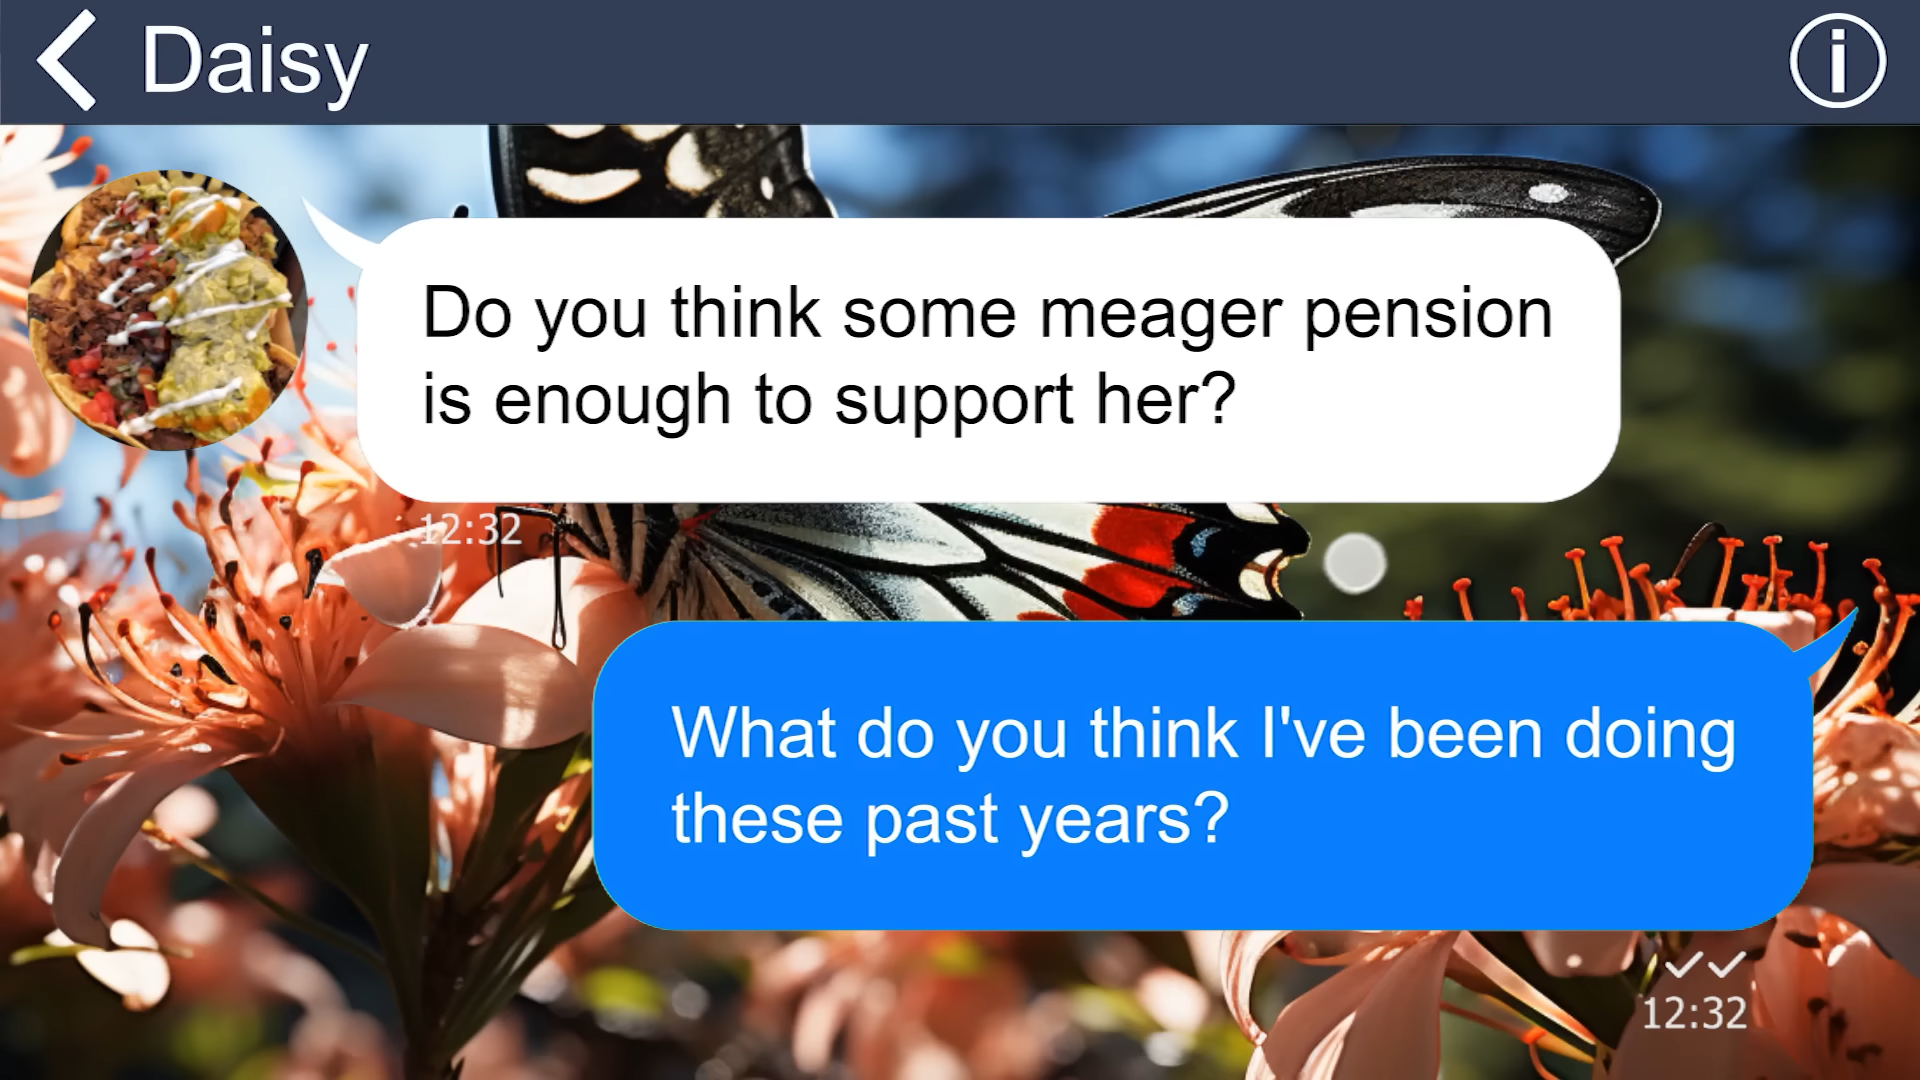 Daisy
Do you think some meager pension
is enough to support her?
12:32
What do you think I've been doing
these past years?
12:32